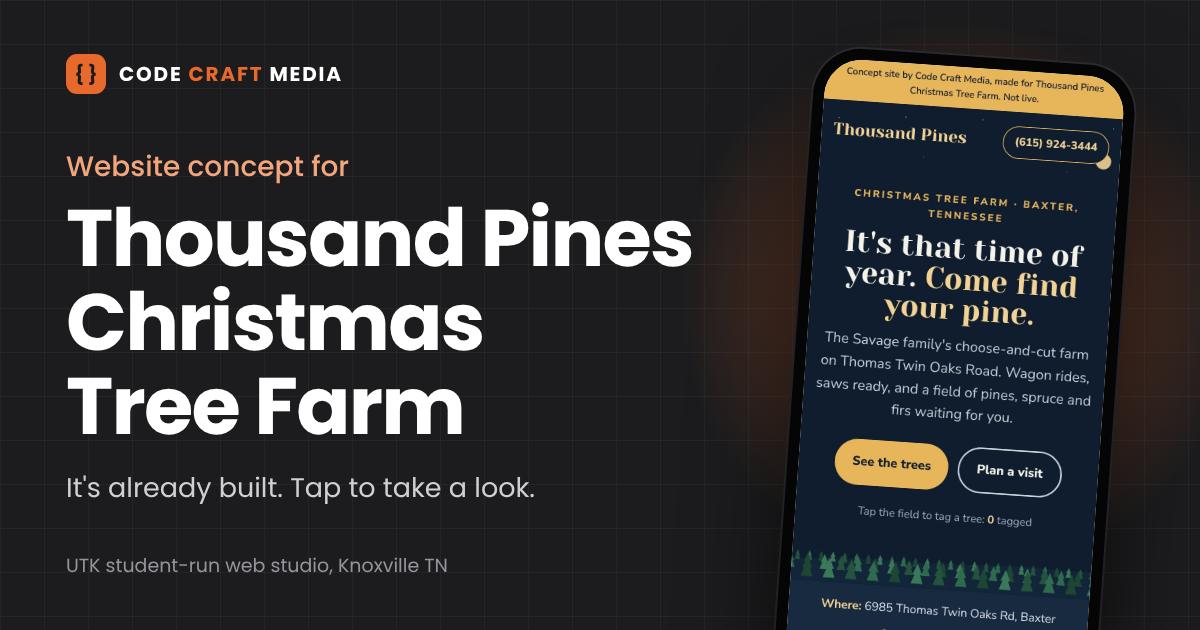 { } CODE CRAFT MEDIA
Website concept for
Thousand Pines
Christmas
Tree Farm
It's already built. Tap to take a look.
UTK student-run web studio, Knoxville TN
Concept site by Code Craft Media, made for Thousand Pines
Christmas Tree Farm. Not live.
Thousand Pines
(615) 924-3444
CHRISTMAS TREE FARM · BAXTER,
TENNESSEE
It's that time of
year. Come find
your pine.
The Savage family's choose-and-cut farm
on Thomas Twin Oaks Road. Wagon rides,
saws ready, and a field of pines, spruce and
firs waiting for you.
See the trees
Plan a visit
Tap the field to tag a tree: 0 tagged
Where: 6985 Thomas Twin Oaks Rd, Baxter